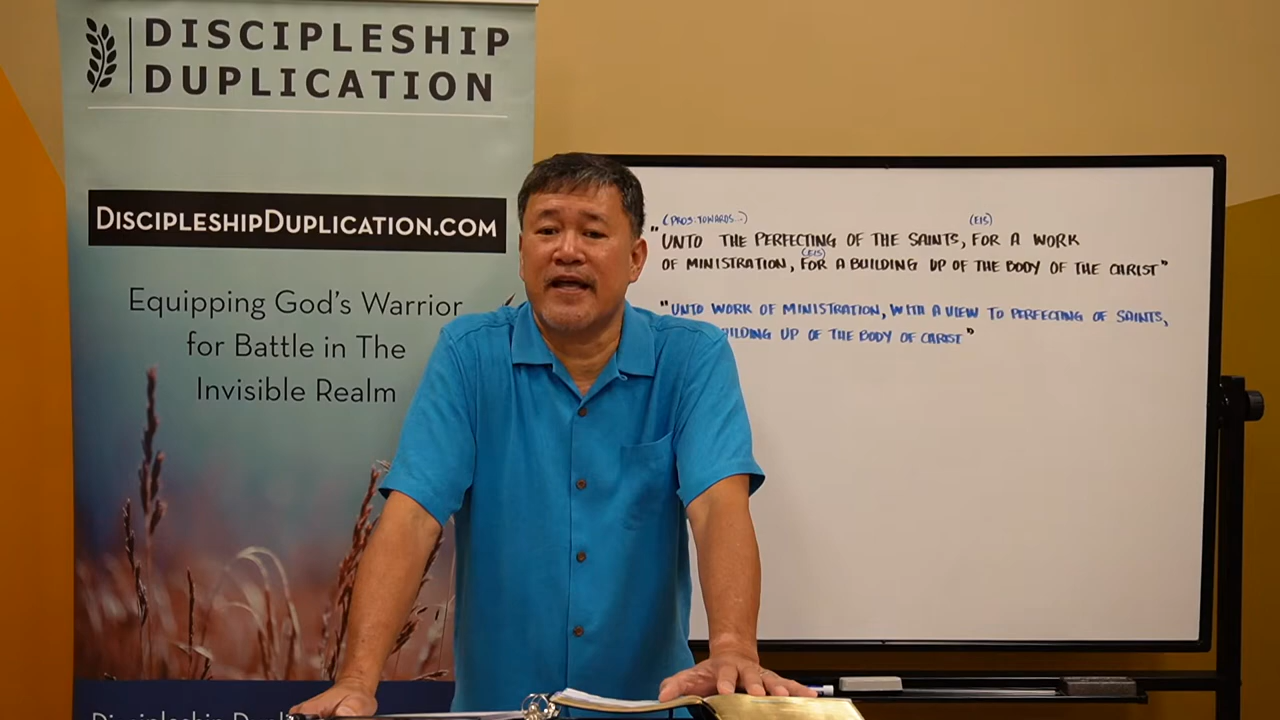 DISCIPLESHIP
DUPLICATION
DISCIPLESHIPDUPLICATION.COM
Equipping God's Warrior
for Battle in The
Invisible Realm
(PROS: TOWARDS...)
(EIS)
"UNTO THE PERFECTING OF THE SAINTS, FOR A WORK
(EIS)
OF MINISTRATION, FOR A BUILDING UP OF THE BODY OF THE CHRIST"
"UNTO WORK OF MINISTRATION, WITH A VIEW TO PERFECTING OF SAINTS,
UP OF THE BODY OF CHRIST"